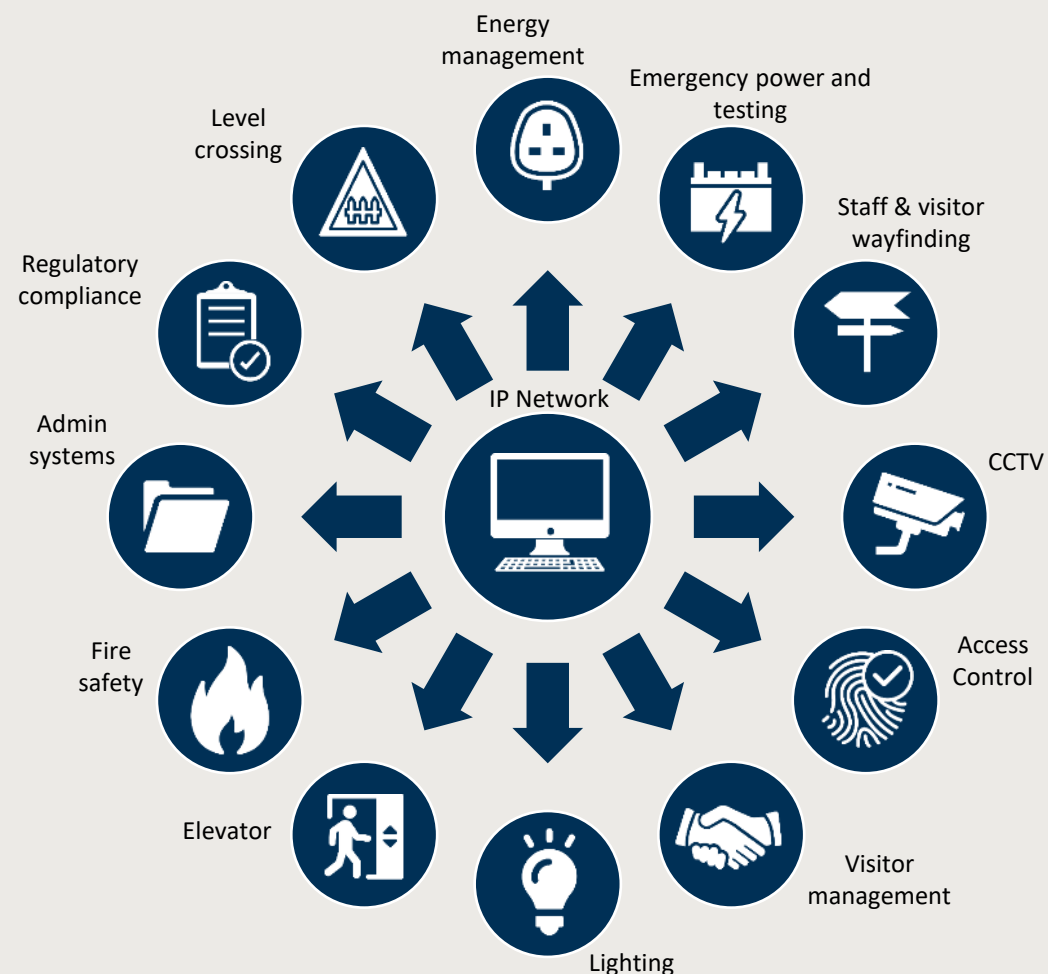 Energy
management
Emergency power and
testing
Level
crossing
Staff & visitor
wayfinding
Regulatory
compliance
IP Network
Admin
systems
CCTV
Fire
safety
Access
Control
Elevator
Visitor
management
Lighting